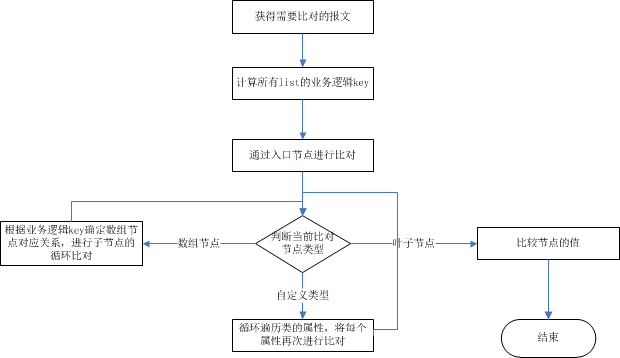 获得需要比对的报文
计算所有list的业务逻辑key
通过入口节点进行比对
根据业务逻辑key确定数组节
点对应关系，进行子节点的
循环比对
数组节点
判断当前比对
节点类型
叶子节点
比较节点的值
自定义类型
循环遍历类的属性，将每个
属性再次进行比对
结束